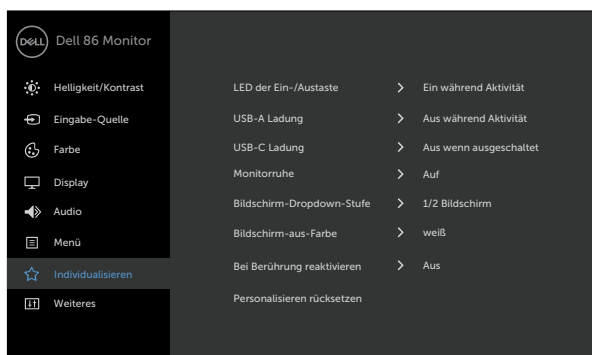 DELL Dell 86 Monitor
Helligkeit/Kontrast
Eingabe-Quelle
Farbe
Display
Audio
Menü
Individualisieren
Weiteres
LED der Ein-/Austaste > Ein während Aktivität
USB-A Ladung > Aus während Aktivität
USB-C Ladung > Aus wenn ausgeschaltet
Monitorruhe > Auf
Bildschirm-Dropdown-Stufe > 1/2 Bildschirm
Bildschirm-aus-Farbe > weiß
Bei Berührung reaktivieren > Aus
Personalisieren rücksetzen